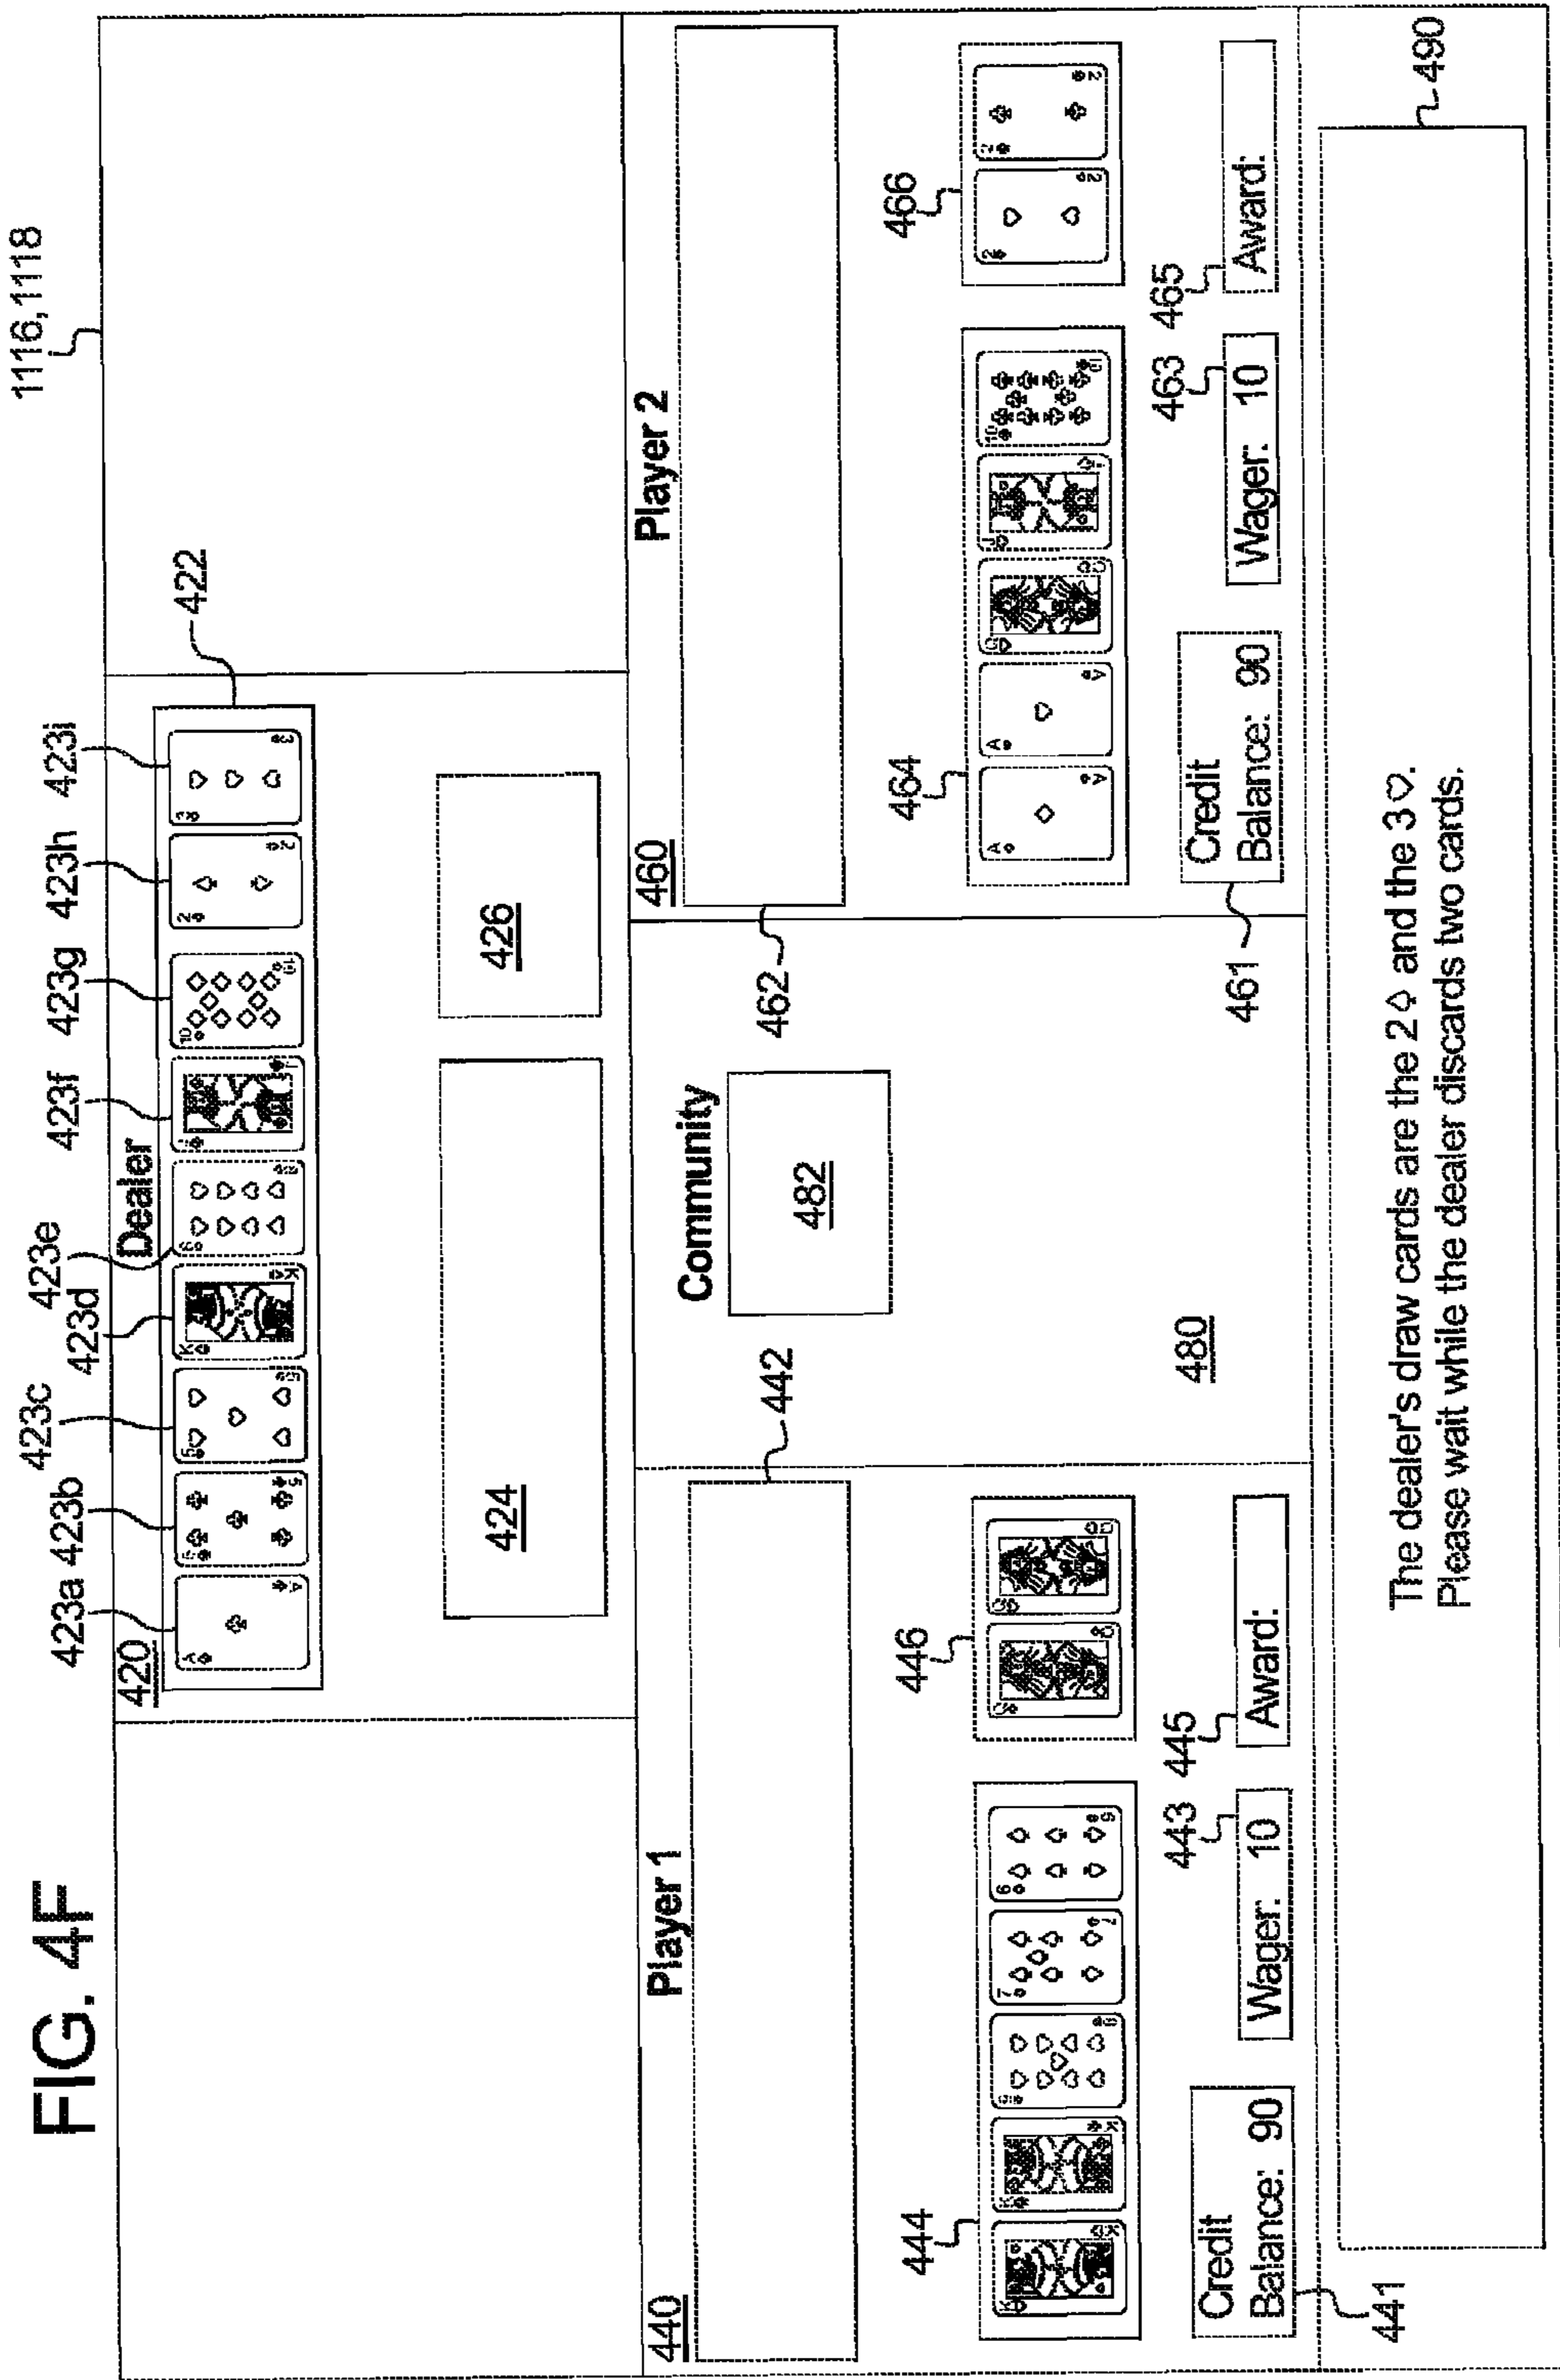 FIG. 4F
1116, 1118
423a 423b 423c 423d 423e 423f 423g 423h 423i
420
Dealer
422
424
426
Player 1
440
442
444
446
Credit
Balance: 90
441
Wager: 10
443
Award:
445
Community
482
480
Player 2
460
462
464
466
Credit
Balance: 90
461
Wager: 10
463
Award:
465
The dealer's draw cards are the 2♤ and the 3♡.
Please wait while the dealer discards two cards.
490